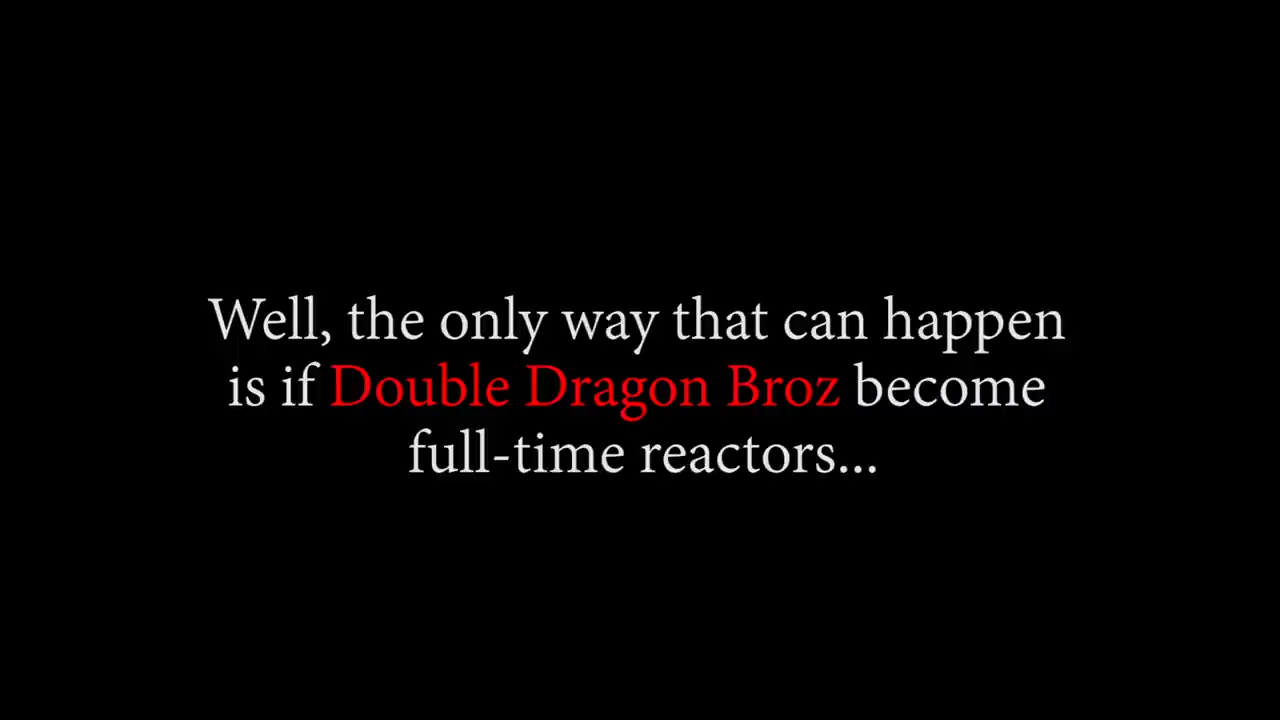 Well, the only way that can happen
is if Double Dragon Broz become
full-time reactors...